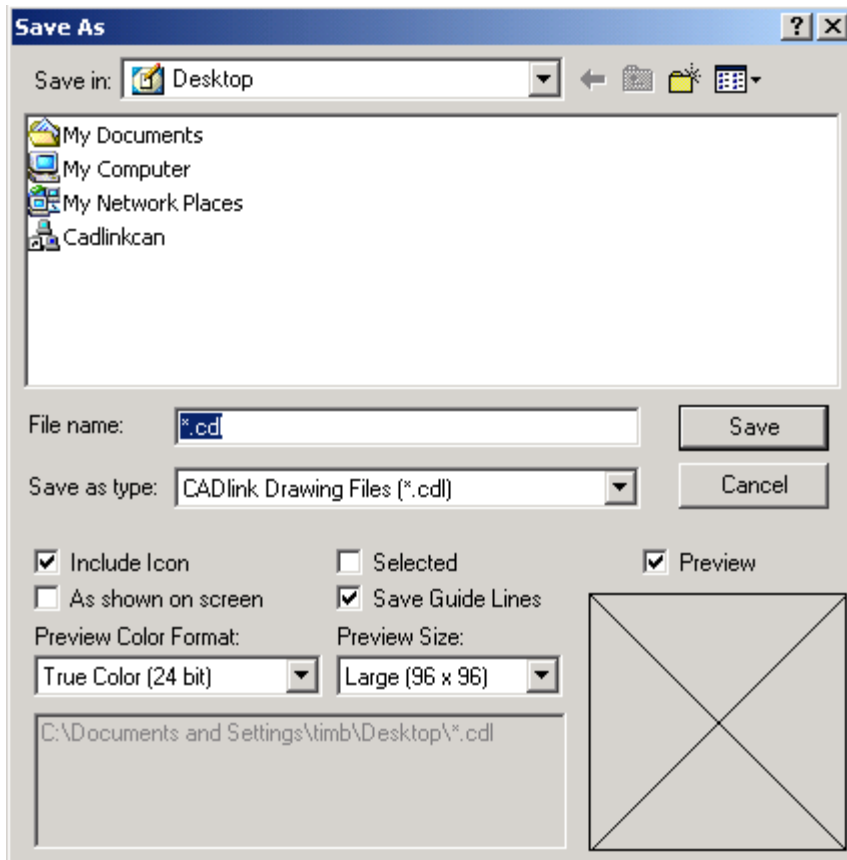 Save As
Save in: Desktop
My Documents
My Computer
My Network Places
Cadlinkcan
File name: *.cdl Save
Save as type: CADlink Drawing Files (*.cdl) Cancel
Include Icon Selected Preview
As shown on screen Save Guide Lines
Preview Color Format: Preview Size:
True Color (24 bit) Large (96 x 96)
C:\Documents and Settings\timb\Desktop\*.cdl